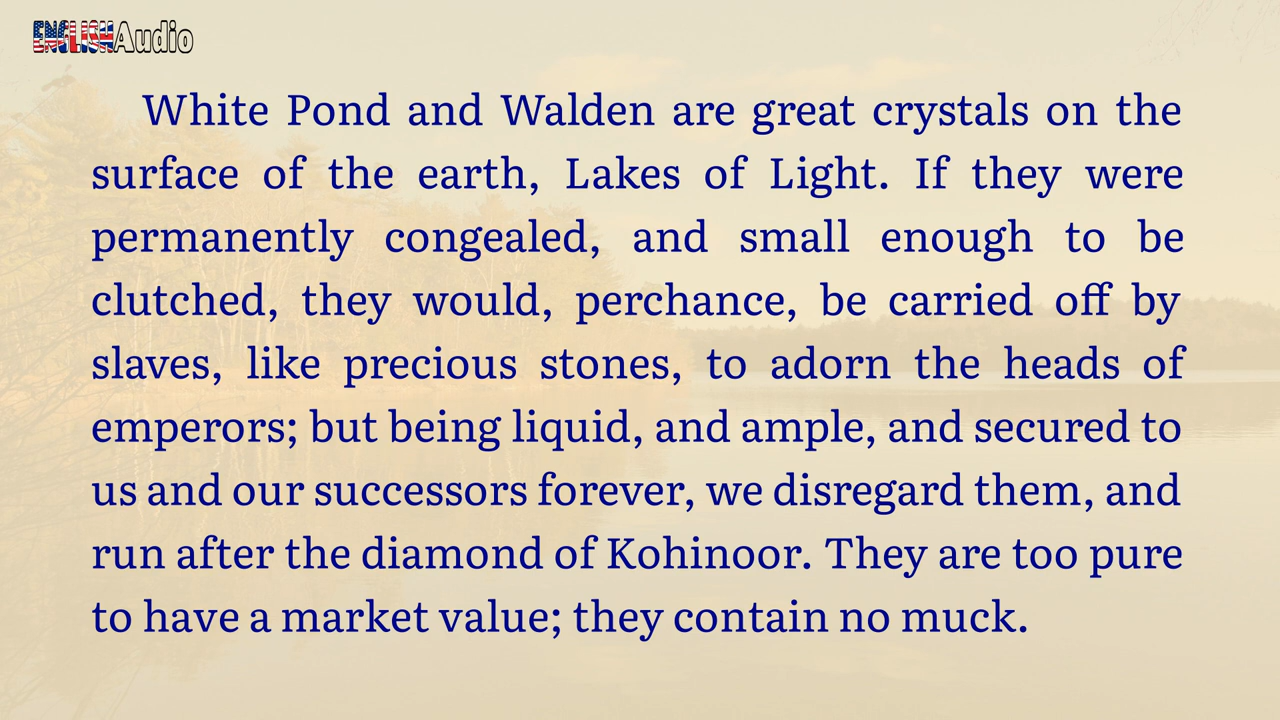 ENGLISHAudio
White Pond and Walden are great crystals on the
surface of the earth, Lakes of Light. If they were
permanently congealed, and small enough to be
clutched, they would, perchance, be carried off by
slaves, like precious stones, to adorn the heads of
emperors; but being liquid, and ample, and secured to
us and our successors forever, we disregard them, and
run after the diamond of Kohinoor. They are too pure
to have a market value; they contain no muck.